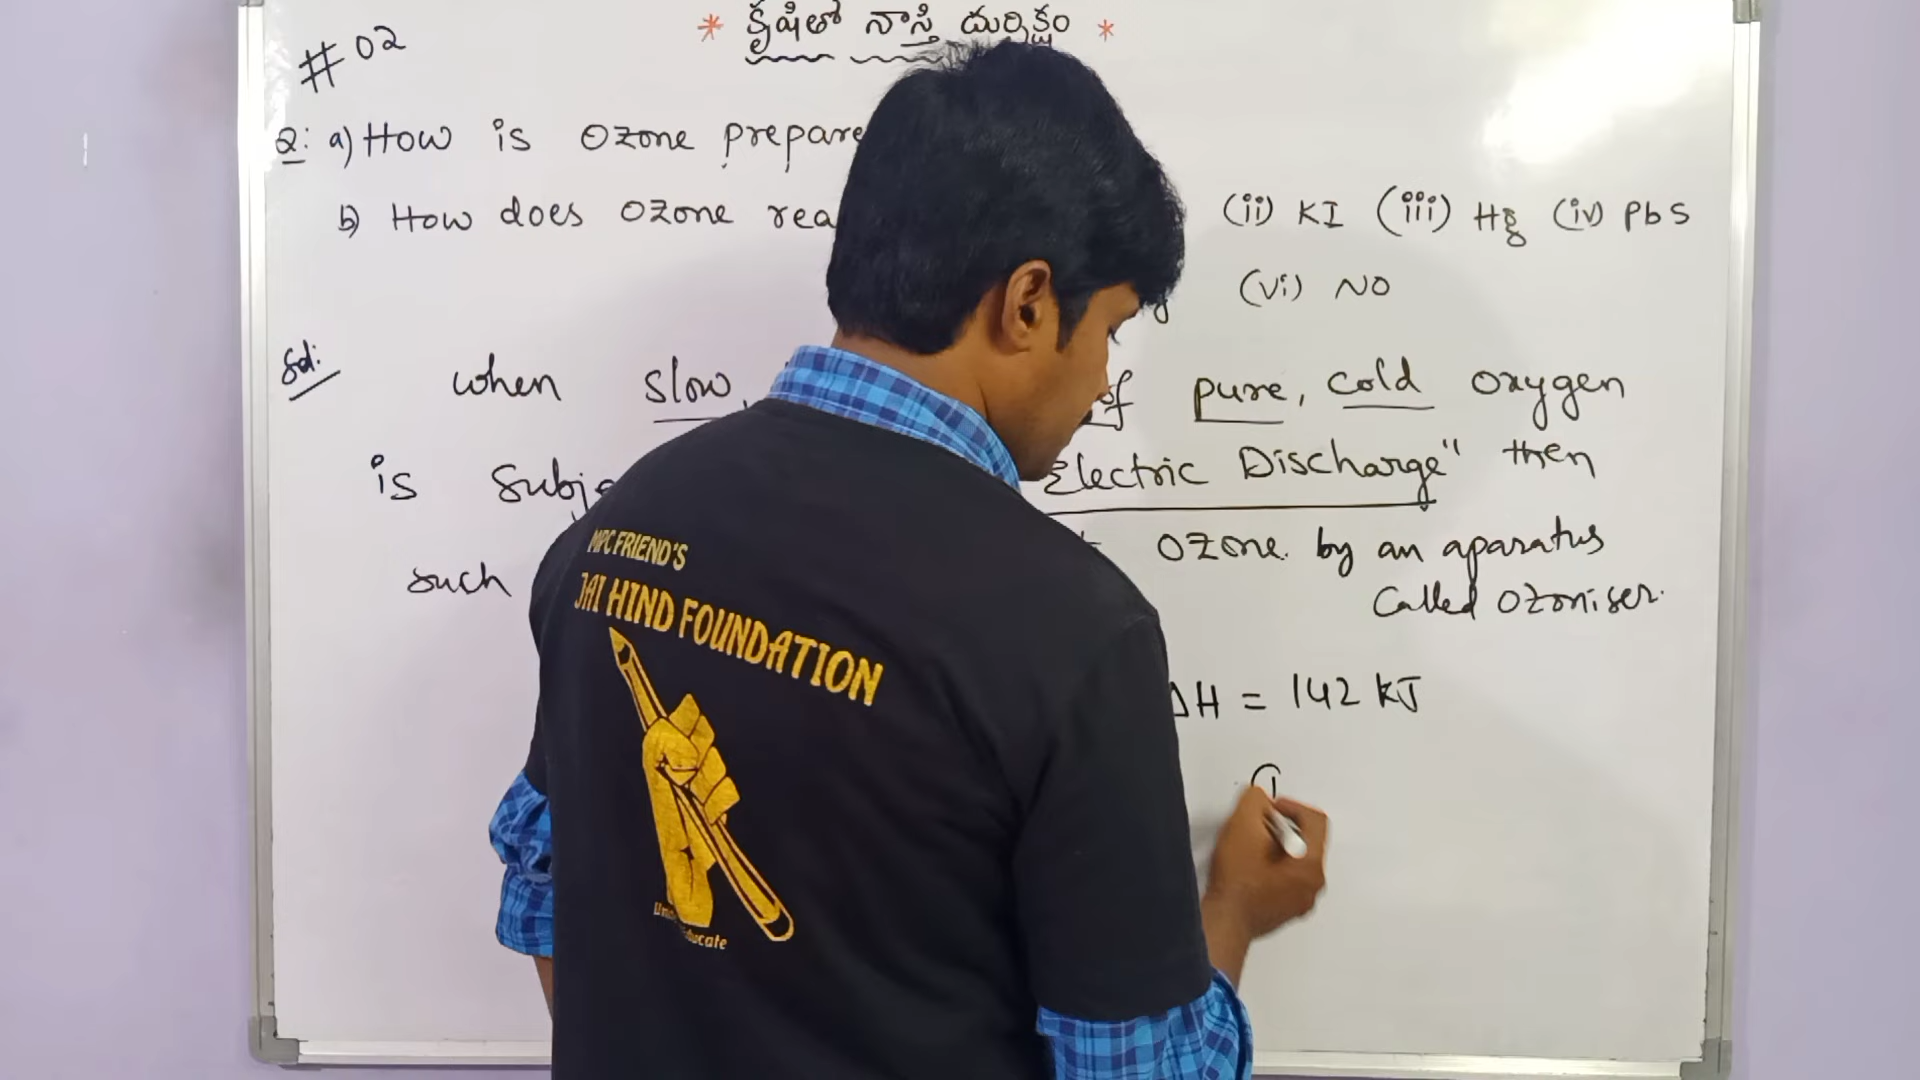 # 02
* కృషితో నాస్తి దుర్భిక్షం *
Q: a) How is Ozone prepare
b) How does Ozone rea (ii) KI (iii) Hg (iv) PbS
(vi) NO
Sol: when slow, of pure, cold oxygen
is Subje Electric Discharge" then
such Ozone. by an aparatus
Called Ozoniser.
ΔH = 142 kJ
MPC FRIEND'S
JAI HIND FOUNDATION